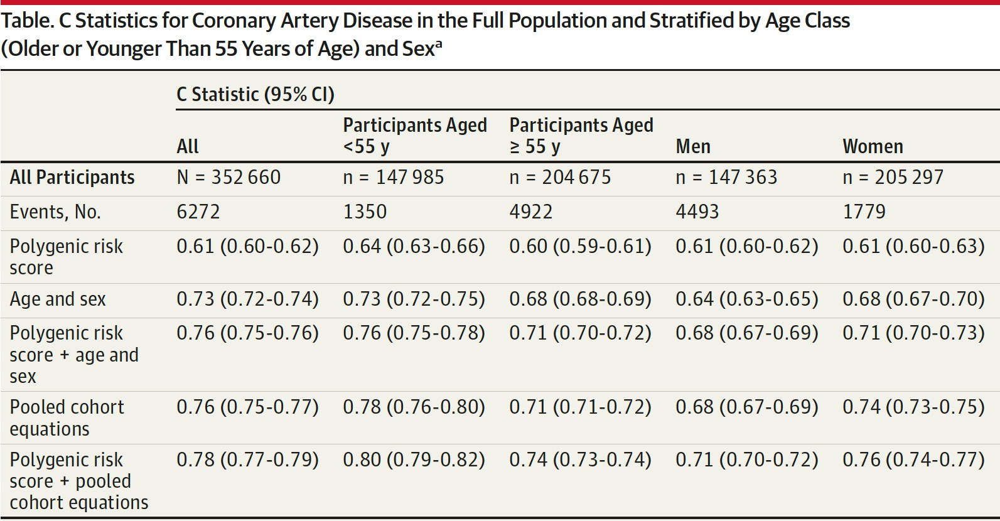 Table. C Statistics for Coronary Artery Disease in the Full Population and Stratified by Age Class
(Older or Younger Than 55 Years of Age) and Sexᵃ
C Statistic (95% CI)
All
Participants Aged
<55 y
Participants Aged
≥ 55 y
Men
Women
All Participants N = 352 660 n = 147 985 n = 204 675 n = 147 363 n = 205 297
Events, No. 6272 1350 4922 4493 1779
Polygenic risk 0.61 (0.60-0.62) 0.64 (0.63-0.66) 0.60 (0.59-0.61) 0.61 (0.60-0.62) 0.61 (0.60-0.63)
score
Age and sex 0.73 (0.72-0.74) 0.73 (0.72-0.75) 0.68 (0.68-0.69) 0.64 (0.63-0.65) 0.68 (0.67-0.70)
Polygenic risk 0.76 (0.75-0.76) 0.76 (0.75-0.78) 0.71 (0.70-0.72) 0.68 (0.67-0.69) 0.71 (0.70-0.73)
score + age and
sex
Pooled cohort 0.76 (0.75-0.77) 0.78 (0.76-0.80) 0.71 (0.71-0.72) 0.68 (0.67-0.69) 0.74 (0.73-0.75)
equations
Polygenic risk 0.78 (0.77-0.79) 0.80 (0.79-0.82) 0.74 (0.73-0.74) 0.71 (0.70-0.72) 0.76 (0.74-0.77)
score + pooled
cohort equations